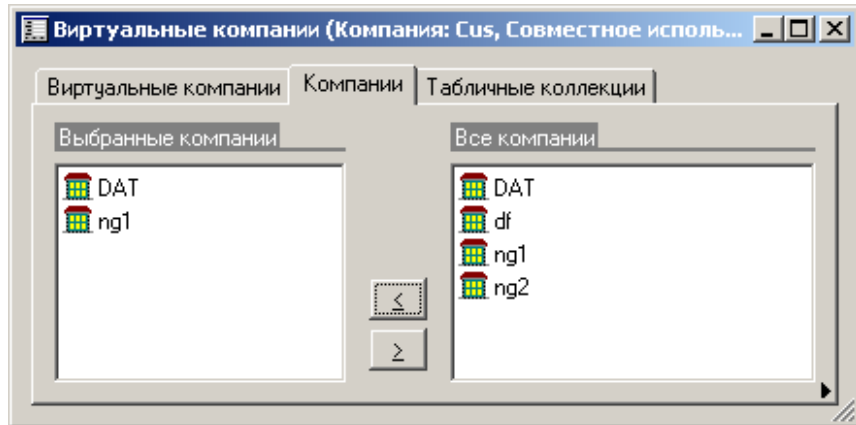 Виртуальные компании (Компания: Cus, Совместное исполь...
Виртуальные компании
Компании
Табличные коллекции
Выбранные компании
DAT
ng1
<
>
Все компании
DAT
df
ng1
ng2